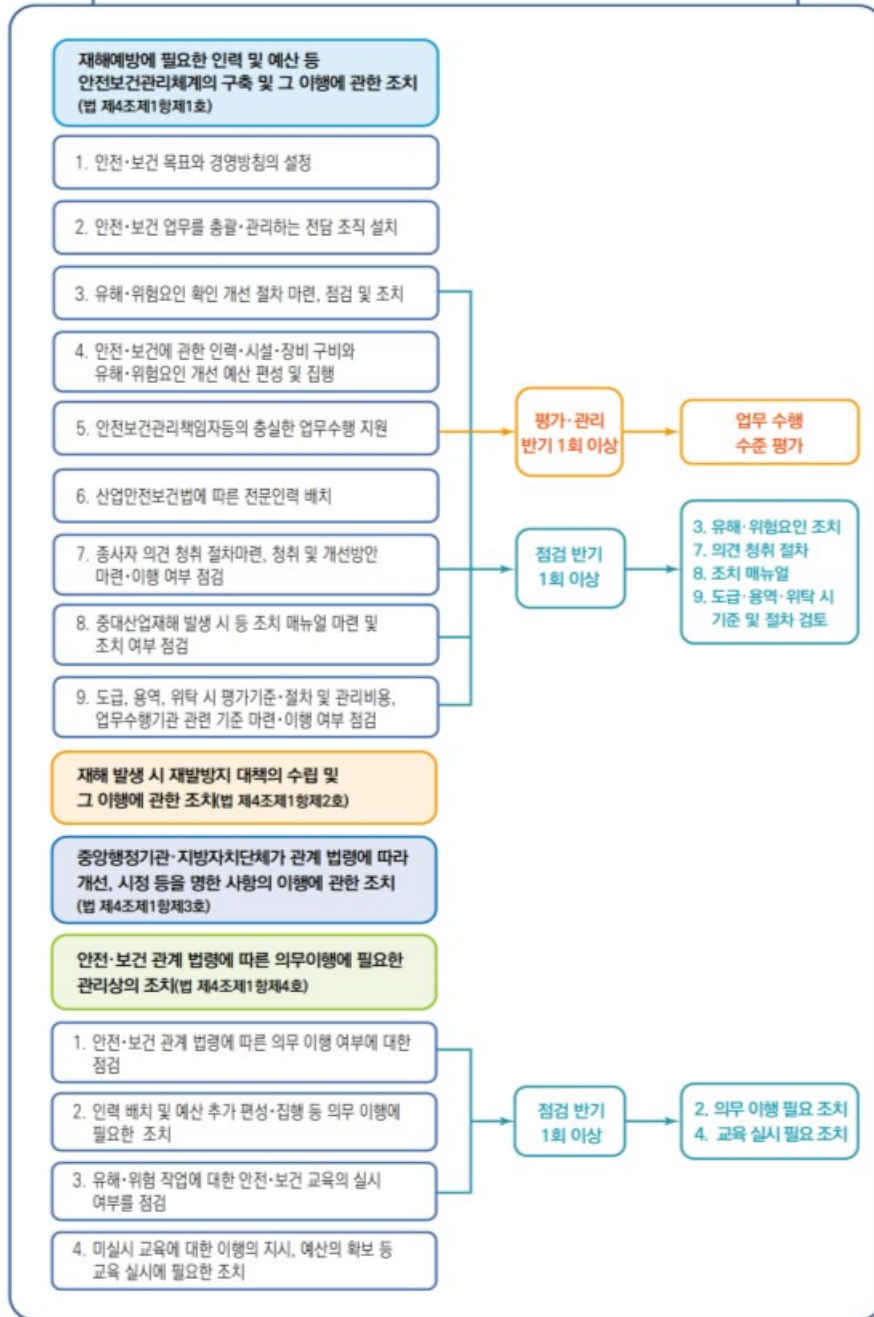 재해예방에 필요한 인력 및 예산 등
안전보건관리체계의 구축 및 그 이행에 관한 조치
(법 제4조제1항제1호)
1. 안전·보건 목표와 경영방침의 설정
2. 안전·보건 업무를 총괄·관리하는 전담 조직 설치
3. 유해·위험요인 확인 개선 절차 마련, 점검 및 조치
4. 안전·보건에 관한 인력·시설·장비 구비와
유해·위험요인 개선 예산 편성 및 집행
5. 안전보건관리책임자등의 충실한 업무수행 지원
평가·관리
반기 1회 이상
업무 수행
수준 평가
6. 산업안전보건법에 따른 전문인력 배치
7. 종사자 의견 청취 절차마련, 청취 및 개선방안
마련·이행 여부 점검
점검 반기
1회 이상
3. 유해·위험요인 조치
7. 의견 청취 절차
8. 조치 매뉴얼
9. 도급·용역·위탁 시
기준 및 절차 검토
8. 중대산업재해 발생 시 등 조치 매뉴얼 마련 및
조치 여부 점검
9. 도급, 용역, 위탁 시 평가기준·절차 및 관리비용,
업무수행기관 관련 기준 마련·이행 여부 점검
재해 발생 시 재발방지 대책의 수립 및
그 이행에 관한 조치(법 제4조제1항제2호)
중앙행정기관·지방자치단체가 관계 법령에 따라
개선, 시정 등을 명한 사항의 이행에 관한 조치
(법 제4조제1항제3호)
안전·보건 관계 법령에 따른 의무이행에 필요한
관리상의 조치(법 제4조제1항제4호)
1. 안전·보건 관계 법령에 따른 의무 이행 여부에 대한
점검
2. 인력 배치 및 예산 추가 편성·집행 등 의무 이행에
필요한 조치
점검 반기
1회 이상
2. 의무 이행 필요 조치
4. 교육 실시 필요 조치
3. 유해·위험 작업에 대한 안전·보건 교육의 실시
여부를 점검
4. 미실시 교육에 대한 이행의 지시, 예산의 확보 등
교육 실시에 필요한 조치